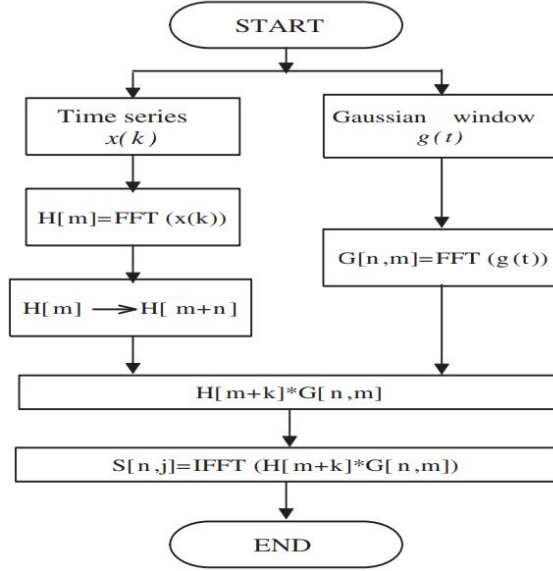 START
Time series
x(k)
Gaussian window
g(t)
H[m]=FFT (x(k))
G[n,m]=FFT (g(t))
H[m] ⟶ H[ m+n]
H[m+k]*G[n,m]
S[n,j]=IFFT (H[m+k]*G[n,m])
END